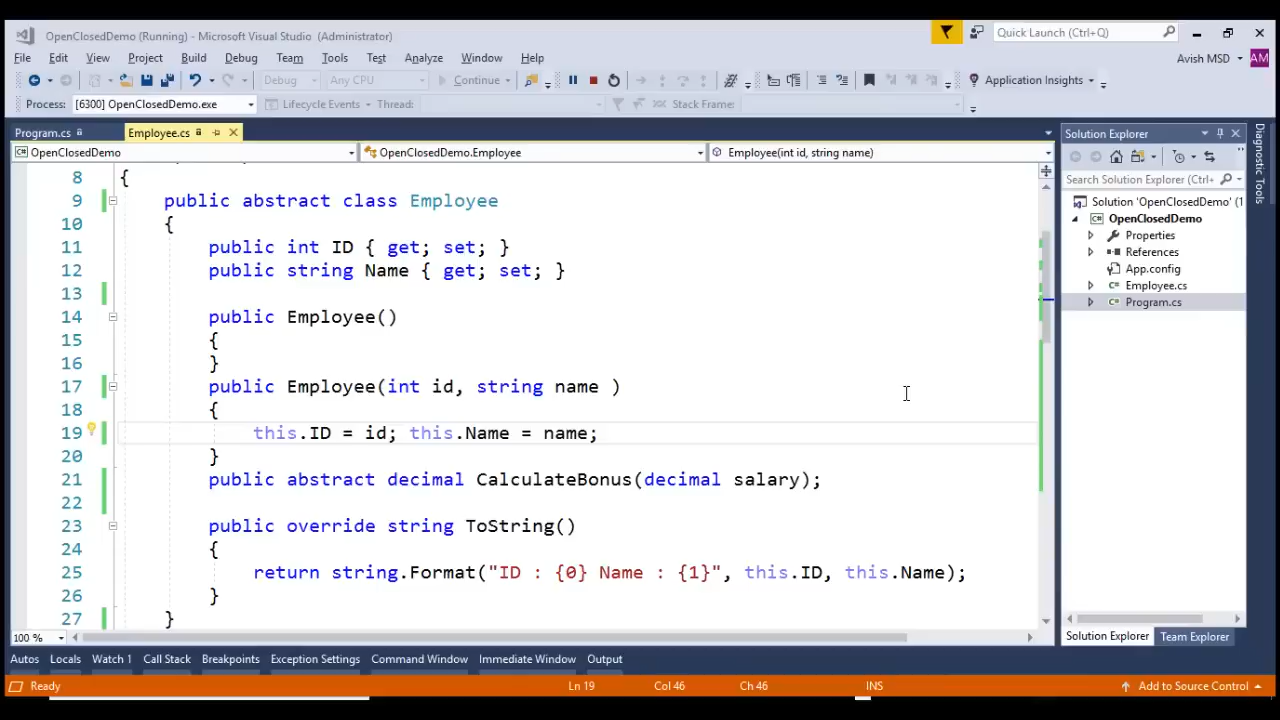 OpenClosedDemo (Running) - Microsoft Visual Studio (Administrator)
Quick Launch (Ctrl+Q)
File Edit View Project Build Debug Team Tools Test Analyze Window Help
Avish MSD AM
Debug Any CPU Continue Application Insights
Process: [6300] OpenClosedDemo.exe Lifecycle Events Thread: Stack Frame:
Program.cs Employee.cs
OpenClosedDemo OpenClosedDemo.Employee Employee(int id, string name)
8 {
9 public abstract class Employee
10 {
11 public int ID { get; set; }
12 public string Name { get; set; }
13
14 public Employee()
15 {
16 }
17 public Employee(int id, string name )
18 {
19 this.ID = id; this.Name = name;
20 }
21 public abstract decimal CalculateBonus(decimal salary);
22
23 public override string ToString()
24 {
25 return string.Format("ID : {0} Name : {1}", this.ID, this.Name);
26 }
27 }
100 %
Solution Explorer
Search Solution Explorer (Ctrl+
Solution 'OpenClosedDemo' (1
OpenClosedDemo
Properties
References
App.config
Employee.cs
Program.cs
Solution Explorer Team Explorer
Diagnostic Tools
Autos Locals Watch 1 Call Stack Breakpoints Exception Settings Command Window Immediate Window Output
Ready Ln 19 Col 46 Ch 46 INS Add to Source Control